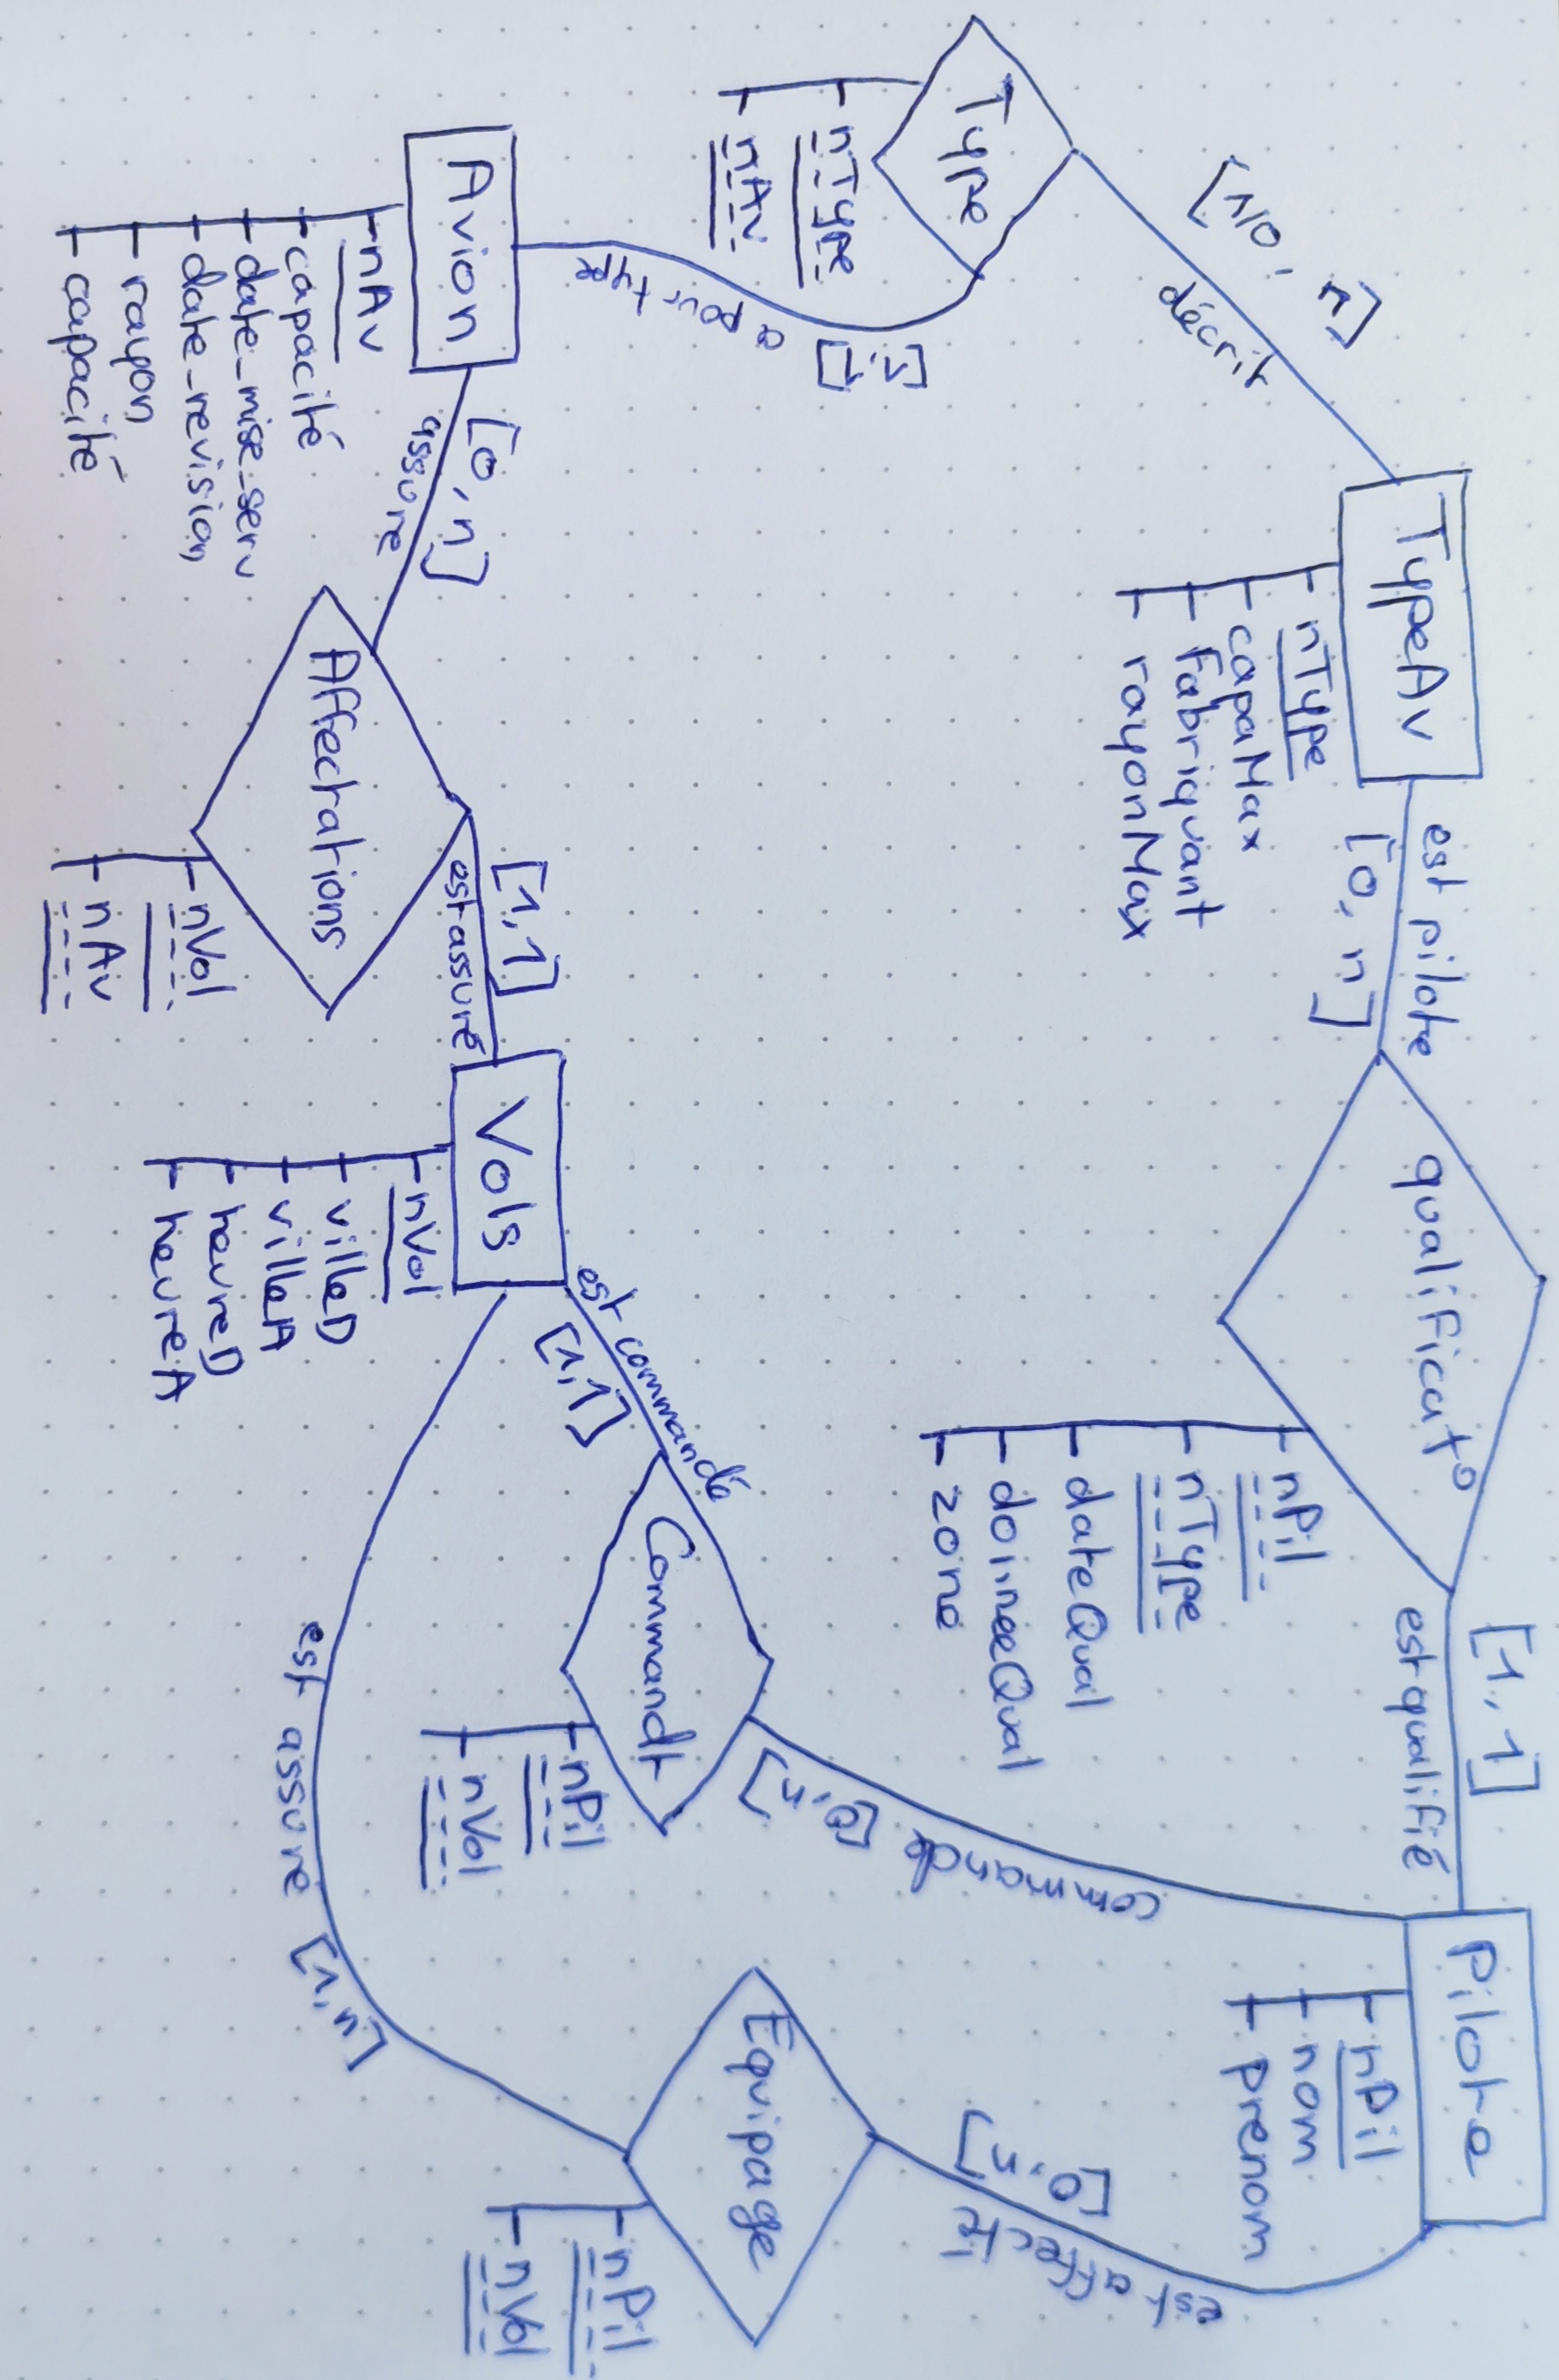 Type
nType
nAv
[1/0, n]
décrit
TypeAv
nType
capaMax
Fabriquant
rayonMax
est pilote
[0, n]
qualificat°
nPil
nType
dateQual
zone
[1, 1]
est qualifié
Pilote
nPil
nom
prenom
a pour type
[1,1]
Avion
nAv
capacité
date_mise_serv
date_revision
rayon
capacité
[0, n]
assure
Affectations
nVol
nAv
[1,1]
est assuré
Vols
nVol
villeD
villeA
heureD
heureA
est commandé
[1,1]
Commandt
nPil
nVol
commande [0,n]
est assure [1,n]
Equipage
nPil
nVol
[0,n]
est affecté